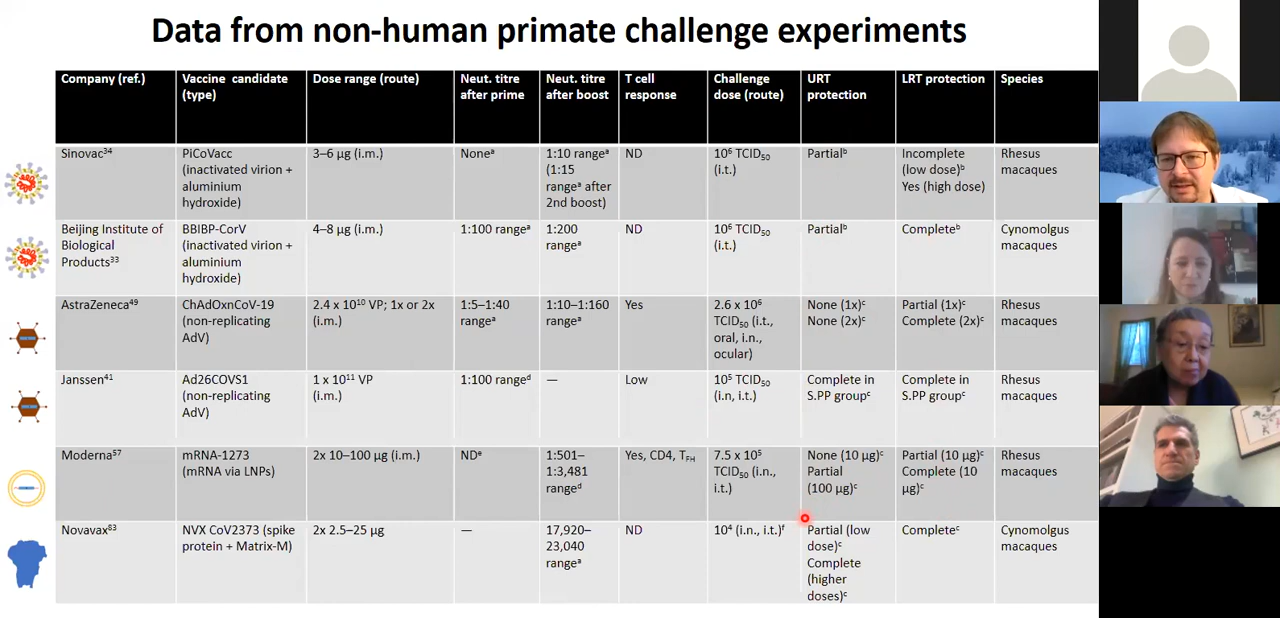 Data from non-human primate challenge experiments
Company (ref.)
Vaccine candidate
(type)
Dose range (route)
Neut. titre
after prime
Neut. titre
after boost
T cell
response
Challenge
dose (route)
URT
protection
LRT protection
Species
Sinovac³⁴
PiCoVacc
(inactivated virion +
aluminium
hydroxide)
3–6 µg (i.m.)
Noneᵃ
1:10 rangeᵃ
(1:15
rangeᵃ after
2nd boost)
ND
10⁶ TCID₅₀
(i.t.)
Partialᵇ
Incomplete
(low dose)ᵇ
Yes (high dose)
Rhesus
macaques
Beijing Institute of
Biological
Products³³
BBIBP-CorV
(inactivated virion +
aluminium
hydroxide)
4–8 µg (i.m.)
1:100 rangeᵃ
1:200
rangeᵃ
ND
10⁶ TCID₅₀
(i.t.)
Partialᵇ
Completeᵇ
Cynomolgus
macaques
AstraZeneca⁴⁹
ChAdOxnCoV-19
(non-replicating
AdV)
2.4 x 10¹⁰ VP; 1x or 2x
(i.m.)
1:5–1:40
rangeᵃ
1:10–1:160
rangeᵃ
Yes
2.6 x 10⁶
TCID₅₀ (i.t.,
oral, i.n.,
ocular)
None (1x)ᶜ
None (2x)ᶜ
Partial (1x)ᶜ
Complete (2x)ᶜ
Rhesus
macaques
Janssen⁴¹
Ad26COVS1
(non-replicating
AdV)
1 x 10¹¹ VP
(i.m.)
1:100 rangeᵈ
—
Low
10⁵ TCID₅₀
(i.n, i.t.)
Complete in
S.PP groupᶜ
Complete in
S.PP groupᶜ
Rhesus
macaques
Moderna⁵⁷
mRNA-1273
(mRNA via LNPs)
2x 10–100 µg (i.m.)
NDᵉ
1:501–
1:3,481
rangeᵈ
Yes, CD4, T_FH
7.5 x 10⁵
TCID₅₀ (i.n.,
i.t.)
None (10 µg)ᶜ
Partial
(100 µg)ᶜ
Partial (10 µg)ᶜ
Complete (10
µg)ᶜ
Rhesus
macaques
Novavax⁸³
NVX CoV2373 (spike
protein + Matrix-M)
2x 2.5–25 µg
—
17,920–
23,040
rangeᵃ
ND
10⁴ (i.n., i.t.)ᶠ
Partial (low
dose)ᶜ
Complete
(higher
doses)ᶜ
Completeᶜ
Cynomolgus
macaques